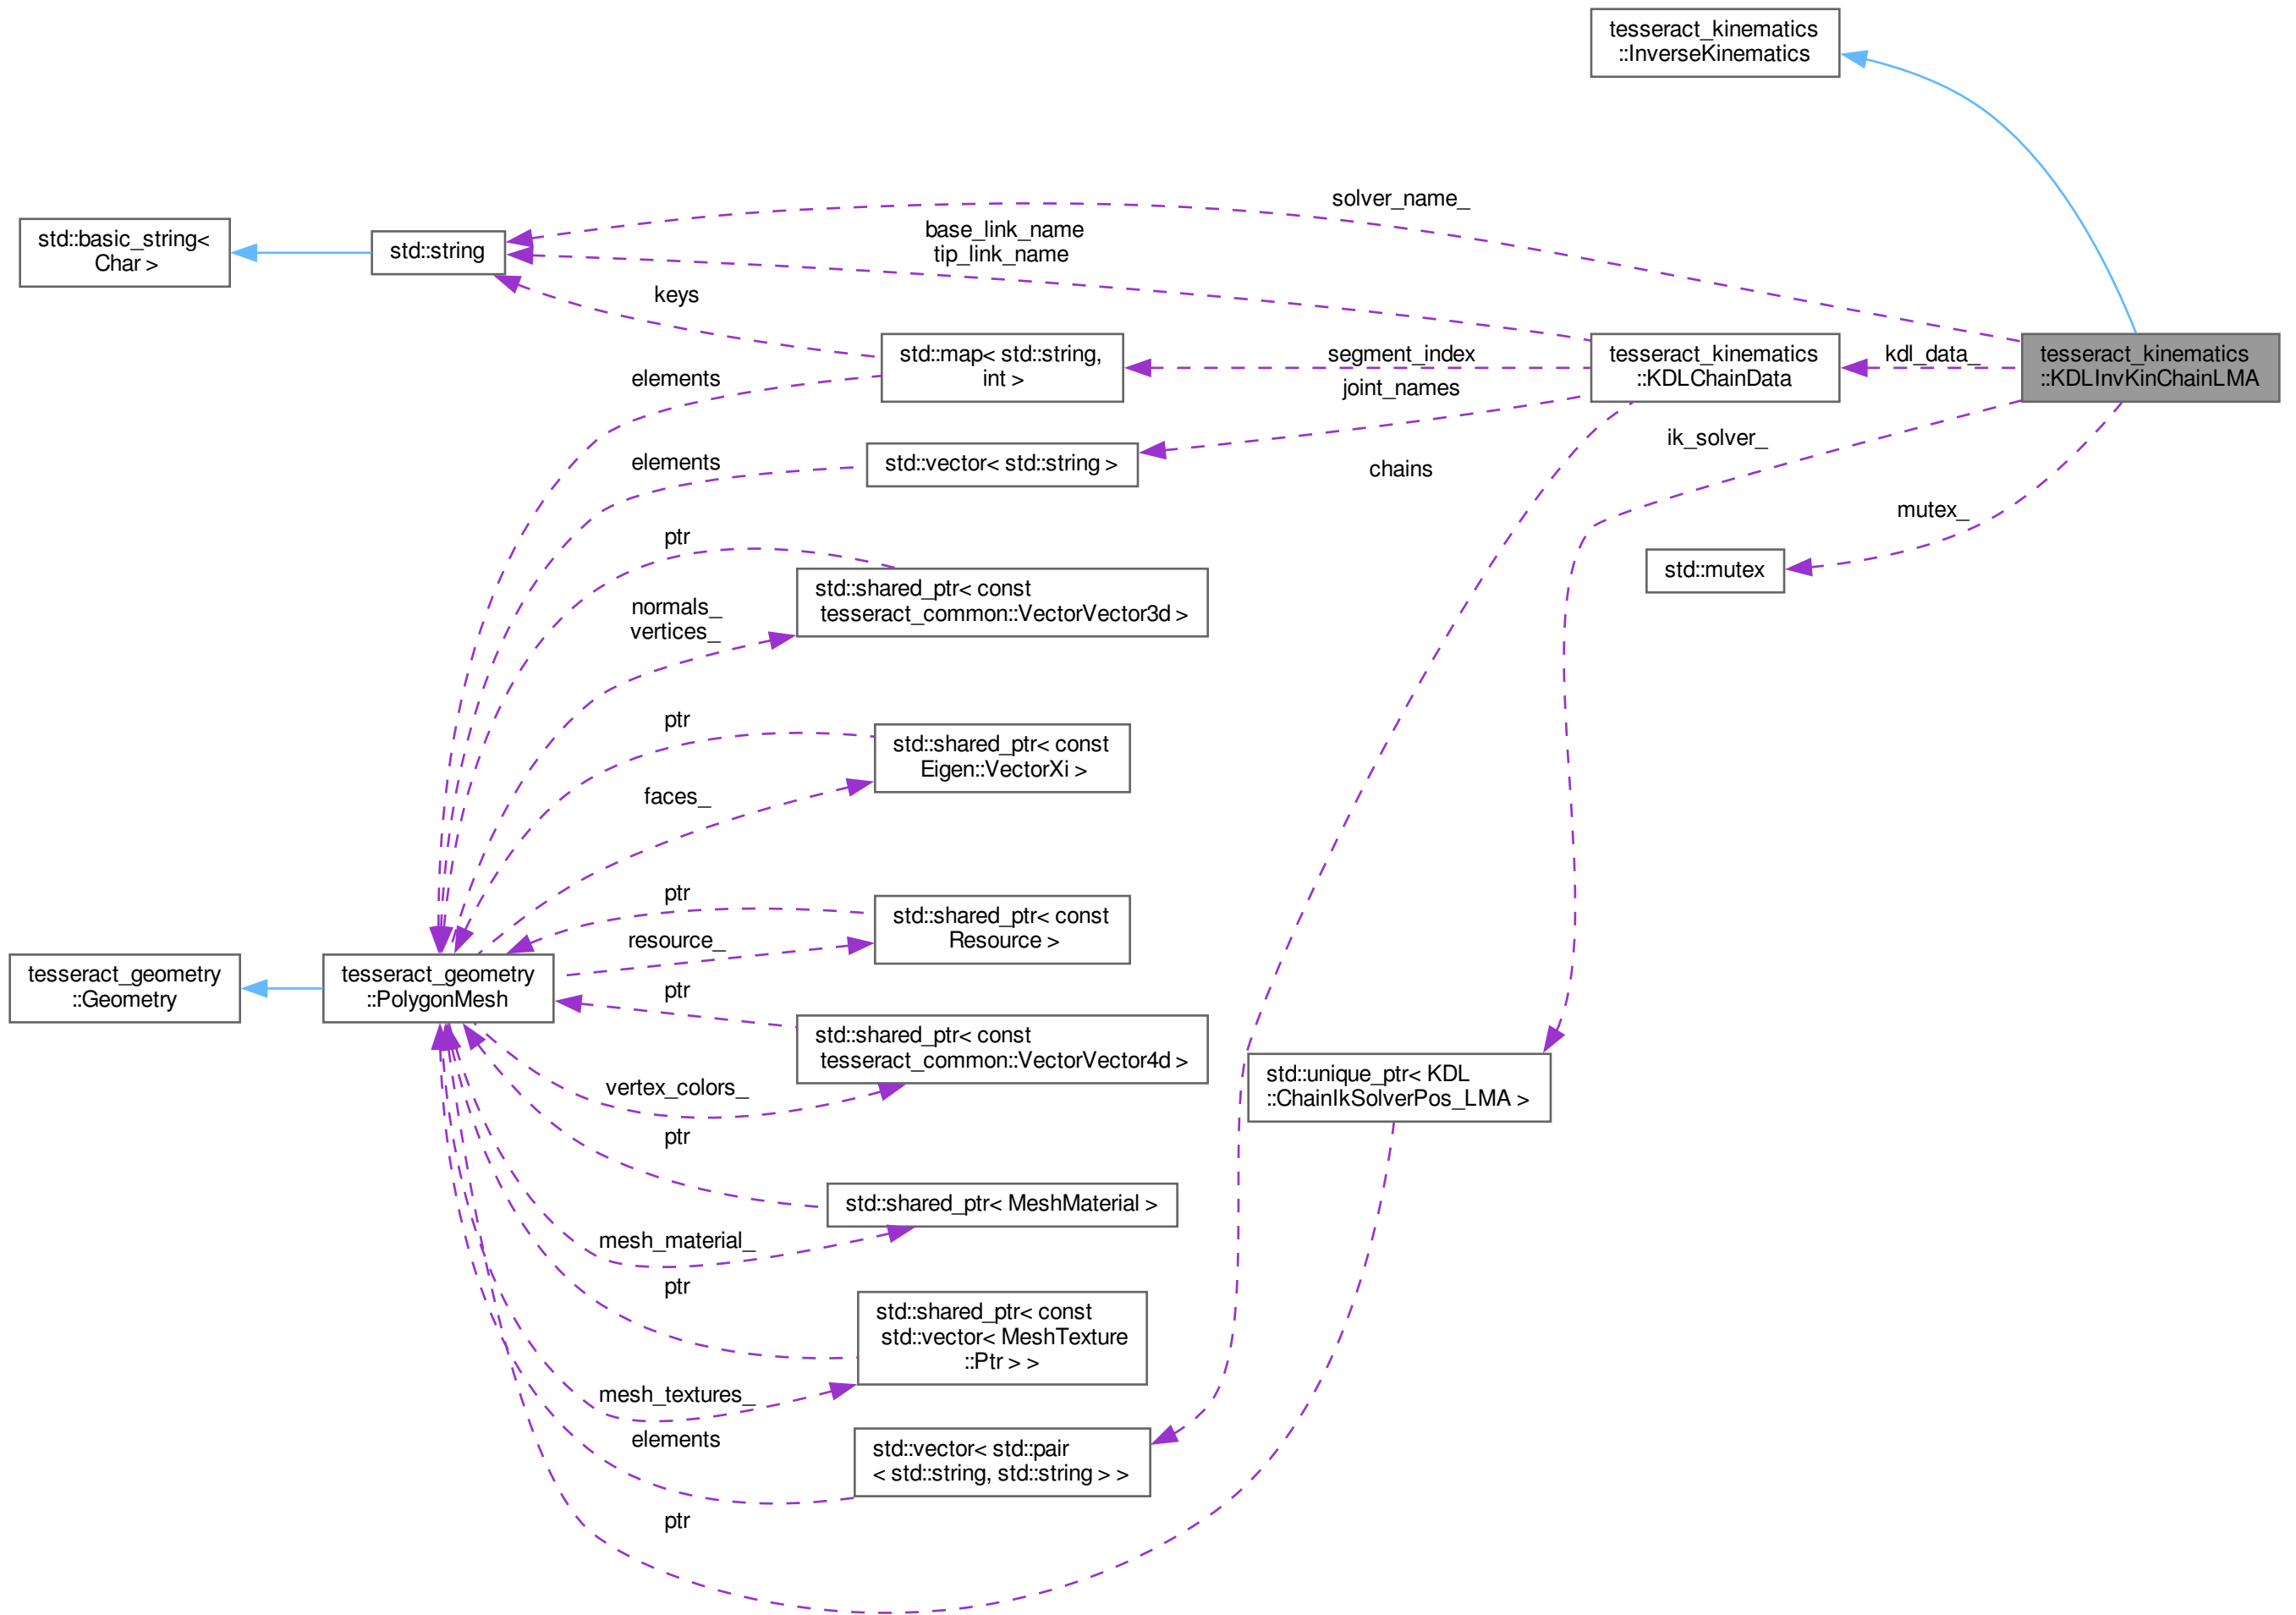 tesseract_kinematics
::InverseKinematics
solver_name_
std::basic_string<
Char >
std::string
base_link_name
tip_link_name
keys
std::map< std::string,
int >
segment_index
joint_names
tesseract_kinematics
::KDLChainData
kdl_data_
tesseract_kinematics
::KDLInvKinChainLMA
elements
elements
std::vector< std::string >
chains
ik_solver_
mutex_
std::mutex
ptr
std::shared_ptr< const
tesseract_common::VectorVector3d >
normals_
vertices_
ptr
std::shared_ptr< const
Eigen::VectorXi >
faces_
ptr
std::shared_ptr< const
Resource >
resource_
tesseract_geometry
::Geometry
tesseract_geometry
::PolygonMesh
ptr
std::shared_ptr< const
tesseract_common::VectorVector4d >
vertex_colors_
std::unique_ptr< KDL
::ChainIkSolverPos_LMA >
ptr
std::shared_ptr< MeshMaterial >
mesh_material_
ptr
std::shared_ptr< const
std::vector< MeshTexture
::Ptr > >
mesh_textures_
elements
std::vector< std::pair
< std::string, std::string > >
ptr